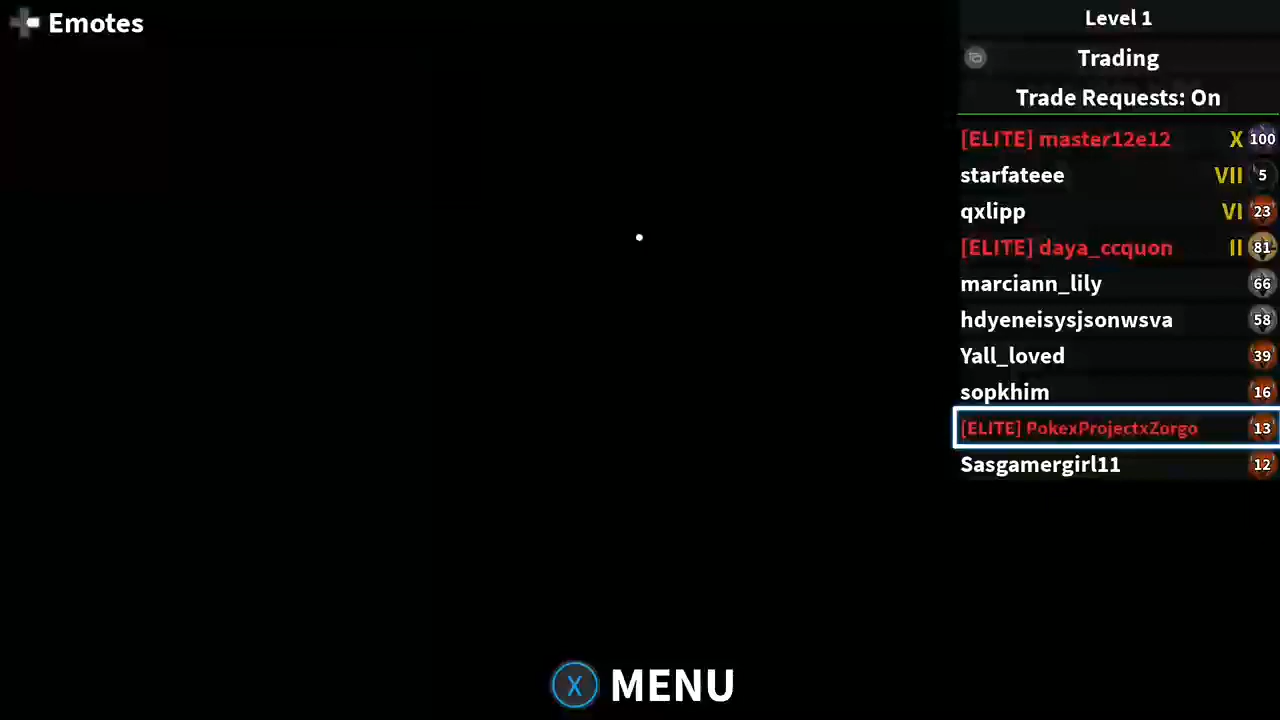 Emotes
Level 1
Trading
Trade Requests: On
[ELITE] master12e12 X 100
starfateee VII 5
qxlipp VI 23
[ELITE] daya_ccquon II 81
marciann_lily 66
hdyeneisysjsonwsva 58
Yall_loved 39
sopkhim 16
[ELITE] PokexProjectxZorgo 13
Sasgamergirl11 12
X MENU